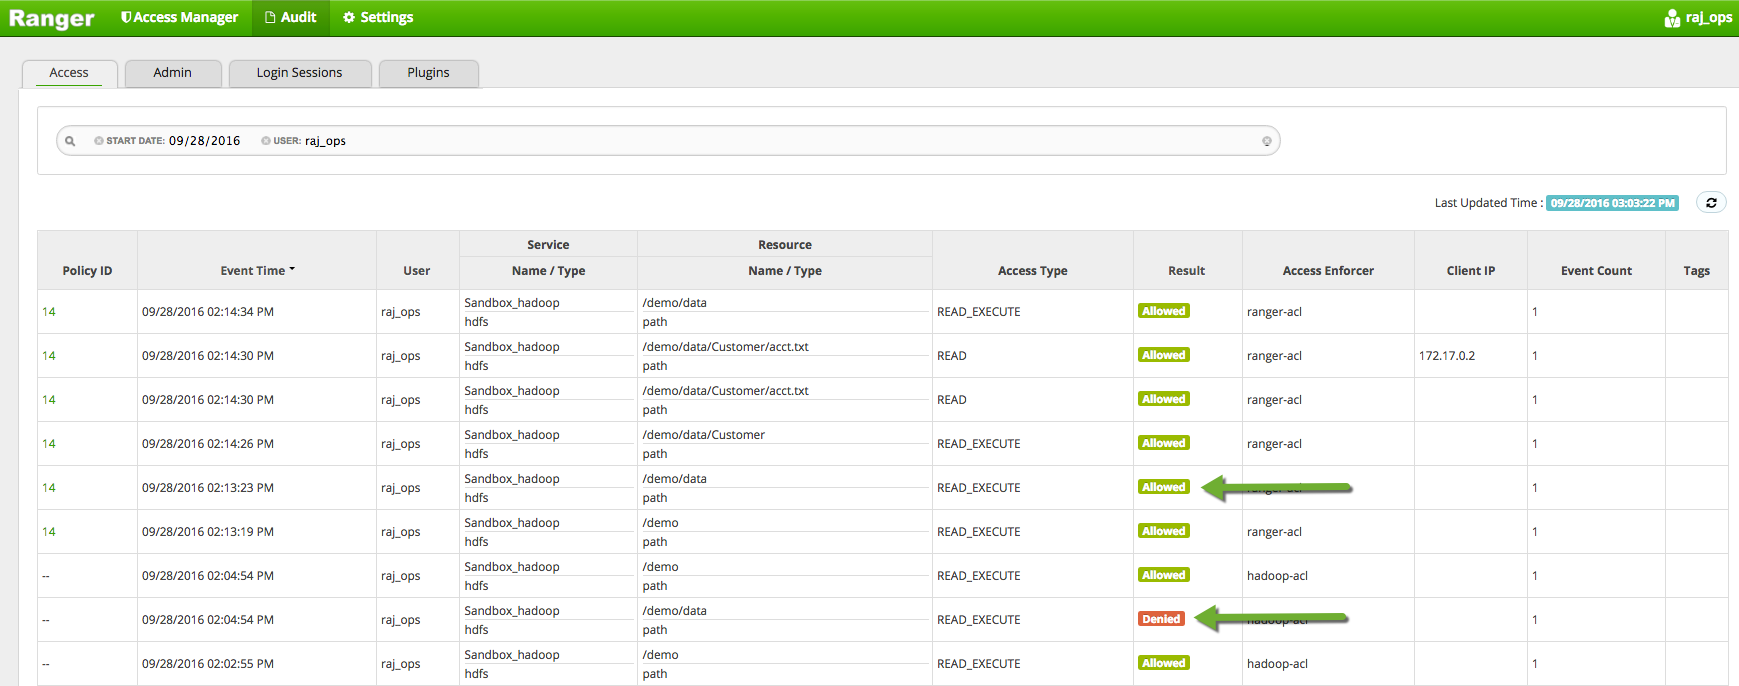 Ranger Access Manager Audit Settings raj_ops
Access Admin Login Sessions Plugins
START DATE: 09/28/2016 USER: raj_ops
Last Updated Time : 09/28/2016 03:03:22 PM
Service Resource
Policy ID Event Time User Name / Type Name / Type Access Type Result Access Enforcer Client IP Event Count Tags
Sandbox_hadoop /demo/data
14 09/28/2016 02:14:34 PM raj_ops READ_EXECUTE Allowed ranger-acl 1
hdfs path
Sandbox_hadoop /demo/data/Customer/acct.txt
14 09/28/2016 02:14:30 PM raj_ops READ Allowed ranger-acl 172.17.0.2 1
hdfs path
Sandbox_hadoop /demo/data/Customer/acct.txt
14 09/28/2016 02:14:30 PM raj_ops READ Allowed ranger-acl 1
hdfs path
Sandbox_hadoop /demo/data/Customer
14 09/28/2016 02:14:26 PM raj_ops READ_EXECUTE Allowed ranger-acl 1
hdfs path
Sandbox_hadoop /demo/data
14 09/28/2016 02:13:23 PM raj_ops READ_EXECUTE Allowed ranger-acl 1
hdfs path
Sandbox_hadoop /demo
14 09/28/2016 02:13:19 PM raj_ops READ_EXECUTE Allowed ranger-acl 1
hdfs path
Sandbox_hadoop /demo
-- 09/28/2016 02:04:54 PM raj_ops READ_EXECUTE Allowed hadoop-acl 1
hdfs path
Sandbox_hadoop /demo/data
-- 09/28/2016 02:04:54 PM raj_ops READ_EXECUTE Denied hadoop-acl 1
hdfs path
Sandbox_hadoop /demo
-- 09/28/2016 02:02:55 PM raj_ops READ_EXECUTE Allowed hadoop-acl 1
hdfs path